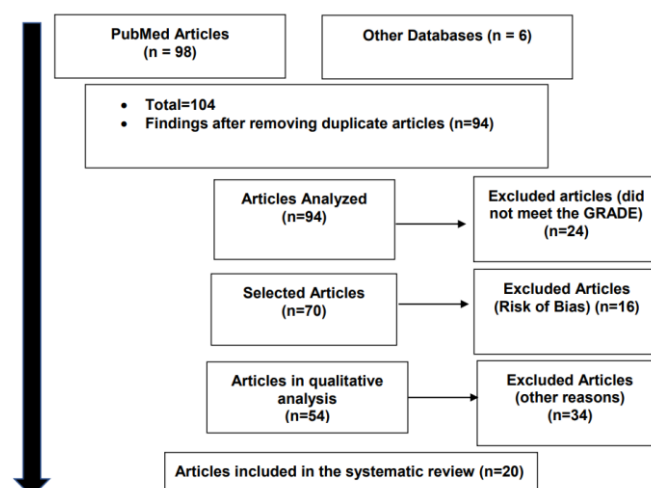 PubMed Articles
(n = 98)
Other Databases (n = 6)
• Total=104
• Findings after removing duplicate articles (n=94)
Articles Analyzed
(n=94)
Excluded articles (did
not meet the GRADE)
(n=24)
Selected Articles
(n=70)
Excluded Articles
(Risk of Bias) (n=16)
Articles in qualitative
analysis
(n=54)
Excluded Articles
(other reasons)
(n=34)
Articles included in the systematic review (n=20)